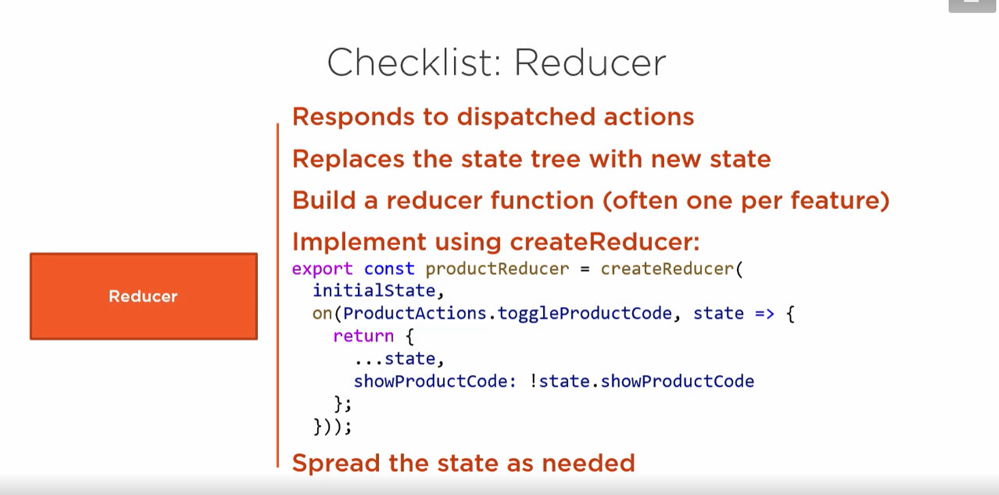 Checklist: Reducer
Responds to dispatched actions
Replaces the state tree with new state
Build a reducer function (often one per feature)
Implement using createReducer:
export const productReducer = createReducer(
  initialState,
  on(ProductActions.toggleProductCode, state => {
    return {
      ...state,
      showProductCode: !state.showProductCode
    };
  }));
Spread the state as needed
Reducer